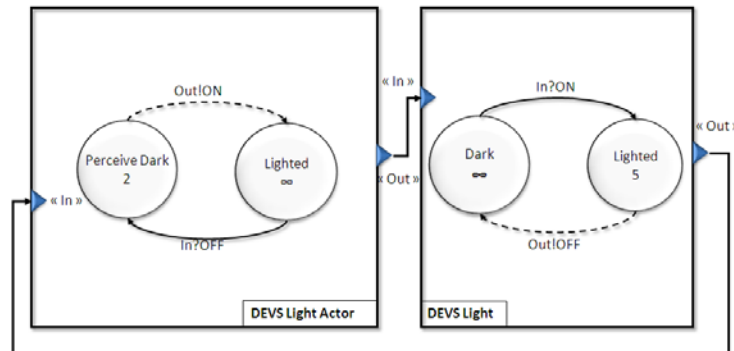 « In »
Out!ON
In?ON
Perceive Dark
2
Lighted
∞
Dark
∞
Lighted
5
« Out »
« In »
« Out »
In?OFF
Out!OFF
DEVS Light Actor
DEVS Light